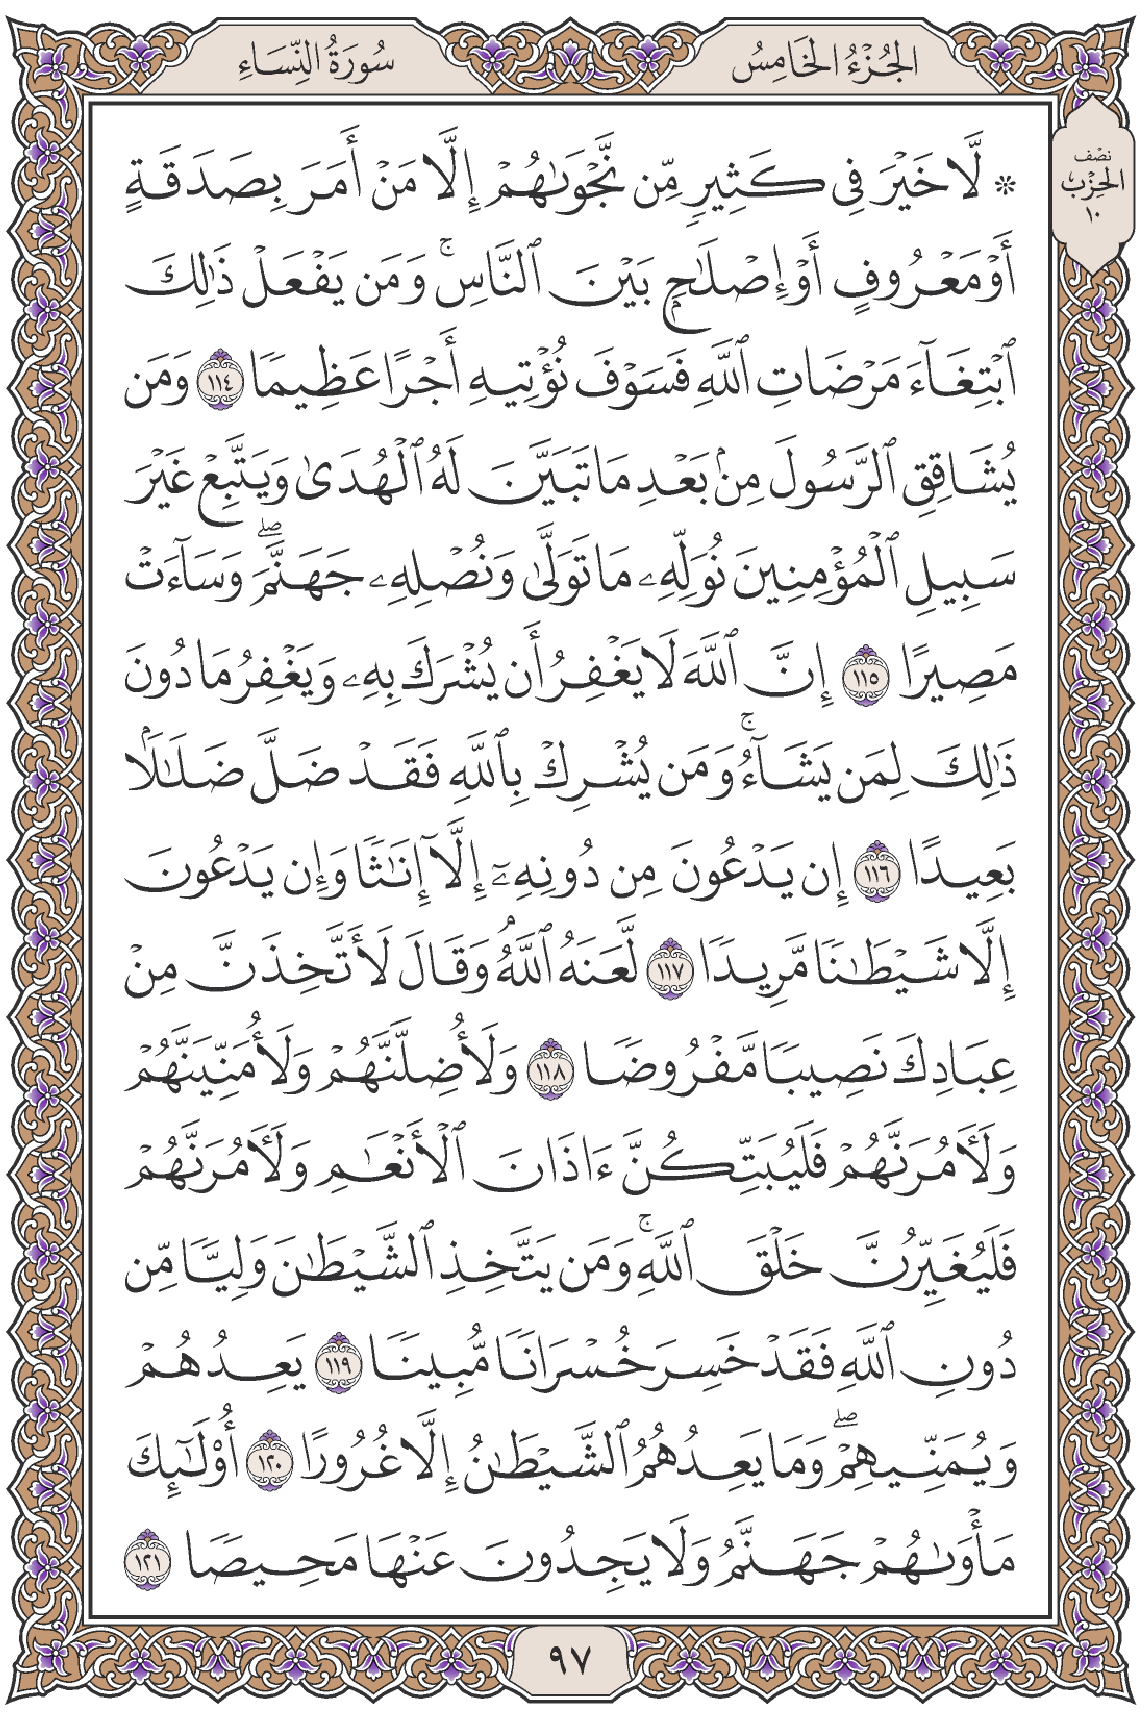 الجُزْءُ الخَامِسُ
سُورَةُ النِّسَاءِ
نصف
الحِزْب
١٠
۞ لَّا خَيْرَ فِي كَثِيرٖ مِّن نَّجْوَىٰهُمْ إِلَّا مَنْ أَمَرَ بِصَدَقَةٍ
أَوْ مَعْرُوفٍ أَوْ إِصْلَٰحِۭ بَيْنَ ٱلنَّاسِۚ وَمَن يَفْعَلْ ذَٰلِكَ
ٱبْتِغَآءَ مَرْضَاتِ ٱللَّهِ فَسَوْفَ نُؤْتِيهِ أَجْرًا عَظِيمٗا ١١٤ وَمَن
يُشَاقِقِ ٱلرَّسُولَ مِنۢ بَعْدِ مَا تَبَيَّنَ لَهُ ٱلْهُدَىٰ وَيَتَّبِعْ غَيْرَ
سَبِيلِ ٱلْمُؤْمِنِينَ نُوَلِّهِۦ مَا تَوَلَّىٰ وَنُصْلِهِۦ جَهَنَّمَۖ وَسَآءَتْ
مَصِيرًا ١١٥ إِنَّ ٱللَّهَ لَا يَغْفِرُ أَن يُشْرَكَ بِهِۦ وَيَغْفِرُ مَا دُونَ
ذَٰلِكَ لِمَن يَشَآءُۚ وَمَن يُشْرِكْ بِٱللَّهِ فَقَدْ ضَلَّ ضَلَٰلَۢا
بَعِيدًا ١١٦ إِن يَدْعُونَ مِن دُونِهِۦٓ إِلَّآ إِنَٰثٗا وَإِن يَدْعُونَ
إِلَّا شَيْطَٰنٗا مَّرِيدٗا ١١٧ لَّعَنَهُ ٱللَّهُۘ وَقَالَ لَأَتَّخِذَنَّ مِنْ
عِبَادِكَ نَصِيبٗا مَّفْرُوضٗا ١١٨ وَلَأُضِلَّنَّهُمْ وَلَأُمَنِّيَنَّهُمْ
وَلَأٓمُرَنَّهُمْ فَلَيُبَتِّكُنَّ ءَاذَانَ ٱلْأَنْعَٰمِ وَلَأٓمُرَنَّهُمْ
فَلَيُغَيِّرُنَّ خَلْقَ ٱللَّهِۚ وَمَن يَتَّخِذِ ٱلشَّيْطَٰنَ وَلِيّٗا مِّن
دُونِ ٱللَّهِ فَقَدْ خَسِرَ خُسْرَانٗا مُّبِينٗا ١١٩ يَعِدُهُمْ
وَيُمَنِّيهِمْۖ وَمَا يَعِدُهُمُ ٱلشَّيْطَٰنُ إِلَّا غُرُورًا ١٢٠ أُوْلَٰٓئِكَ
مَأْوَىٰهُمْ جَهَنَّمُ وَلَا يَجِدُونَ عَنْهَا مَحِيصٗا ١٢١
٩٧